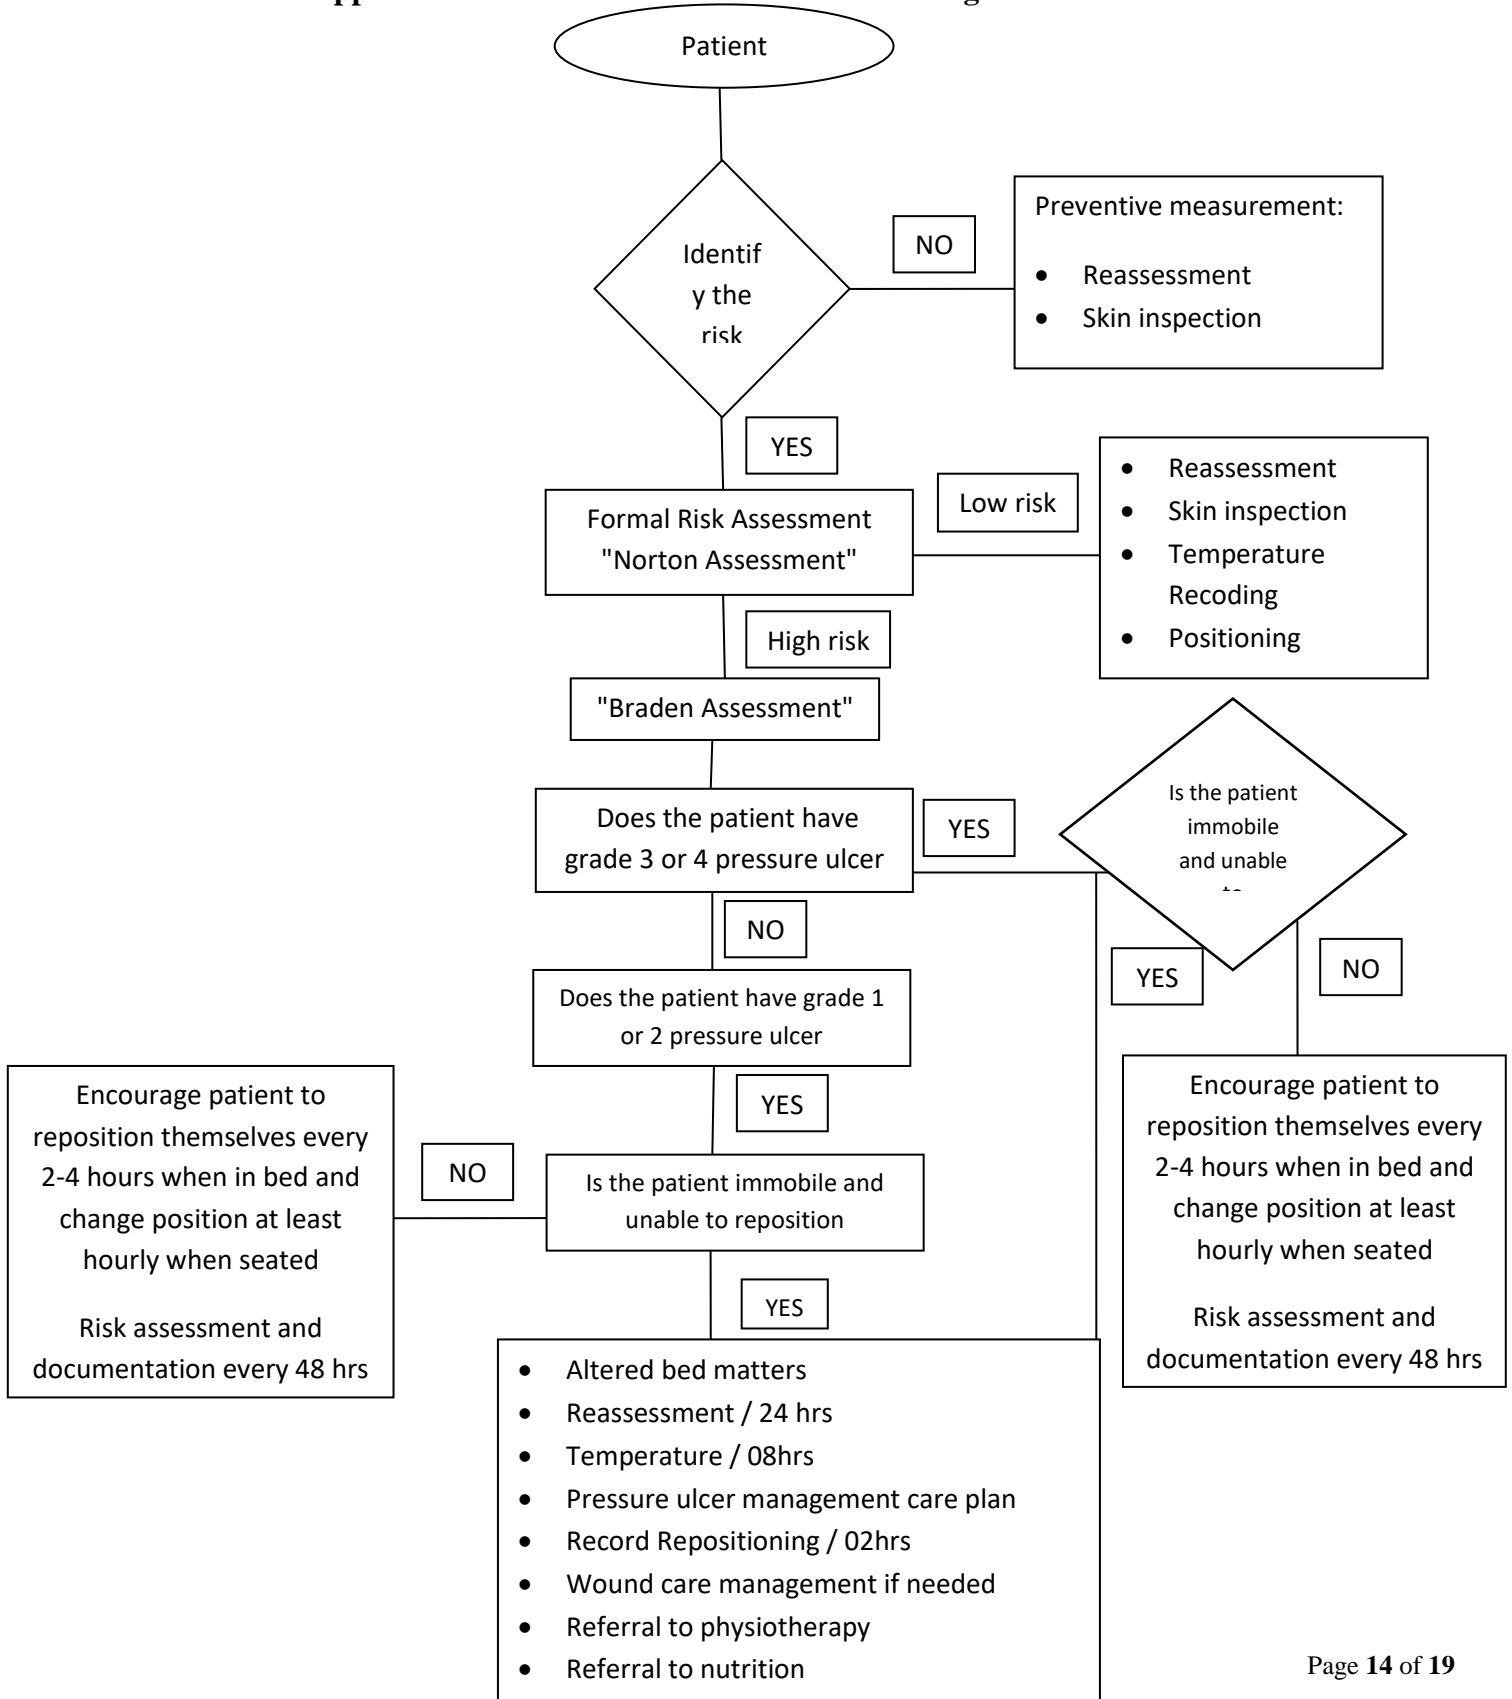 Patient
Identif
y the
risk
NO
Preventive measurement:
• Reassessment
• Skin inspection
YES
Formal Risk Assessment
"Norton Assessment"
Low risk
• Reassessment
• Skin inspection
• Temperature
Recoding
• Positioning
High risk
"Braden Assessment"
Does the patient have
grade 3 or 4 pressure ulcer
YES
Is the patient
immobile
and unable
NO
YES
NO
Does the patient have grade 1
or 2 pressure ulcer
YES
Encourage patient to
reposition themselves every
2-4 hours when in bed and
change position at least
hourly when seated
Risk assessment and
documentation every 48 hrs
NO
Is the patient immobile and
unable to reposition
Encourage patient to
reposition themselves every
2-4 hours when in bed and
change position at least
hourly when seated
Risk assessment and
documentation every 48 hrs
YES
• Altered bed matters
• Reassessment / 24 hrs
• Temperature / 08hrs
• Pressure ulcer management care plan
• Record Repositioning / 02hrs
• Wound care management if needed
• Referral to physiotherapy
• Referral to nutrition
Page 14 of 19